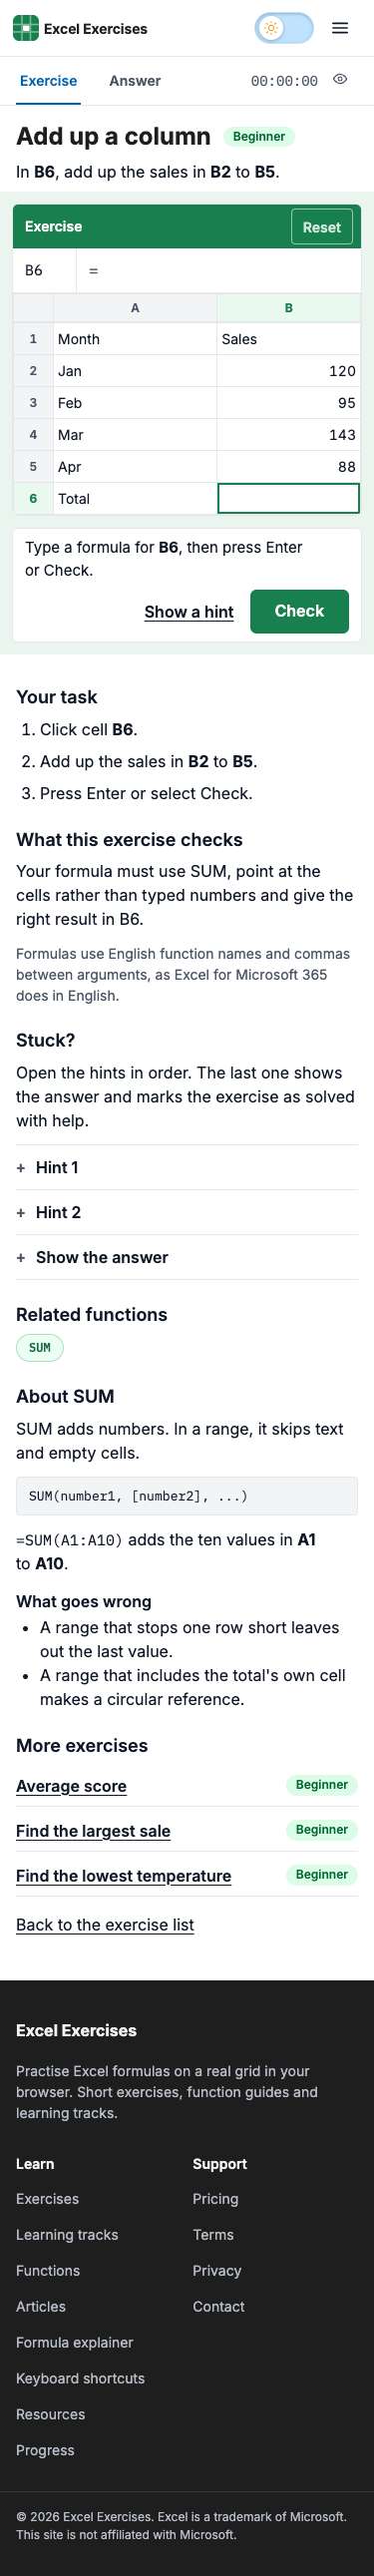 Excel Exercises
Exercise Answer 00:00:00
Add up a column Beginner
In B6, add up the sales in B2 to B5.
Exercise Reset
B6 =
A B
1 Month Sales
2 Jan 120
3 Feb 95
4 Mar 143
5 Apr 88
6 Total
Type a formula for B6, then press Enter
or Check.
Show a hint Check
Your task
1. Click cell B6.
2. Add up the sales in B2 to B5.
3. Press Enter or select Check.
What this exercise checks
Your formula must use SUM, point at the
cells rather than typed numbers and give the
right result in B6.
Formulas use English function names and commas
between arguments, as Excel for Microsoft 365
does in English.
Stuck?
Open the hints in order. The last one shows
the answer and marks the exercise as solved
with help.
+ Hint 1
+ Hint 2
+ Show the answer
Related functions
SUM
About SUM
SUM adds numbers. In a range, it skips text
and empty cells.
SUM(number1, [number2], ...)
=SUM(A1:A10) adds the ten values in A1
to A10.
What goes wrong
• A range that stops one row short leaves
out the last value.
• A range that includes the total's own cell
makes a circular reference.
More exercises
Average score Beginner
Find the largest sale Beginner
Find the lowest temperature Beginner
Back to the exercise list
Excel Exercises
Practise Excel formulas on a real grid in your
browser. Short exercises, function guides and
learning tracks.
Learn Support
Exercises Pricing
Learning tracks Terms
Functions Privacy
Articles Contact
Formula explainer
Keyboard shortcuts
Resources
Progress
© 2026 Excel Exercises. Excel is a trademark of Microsoft.
This site is not affiliated with Microsoft.